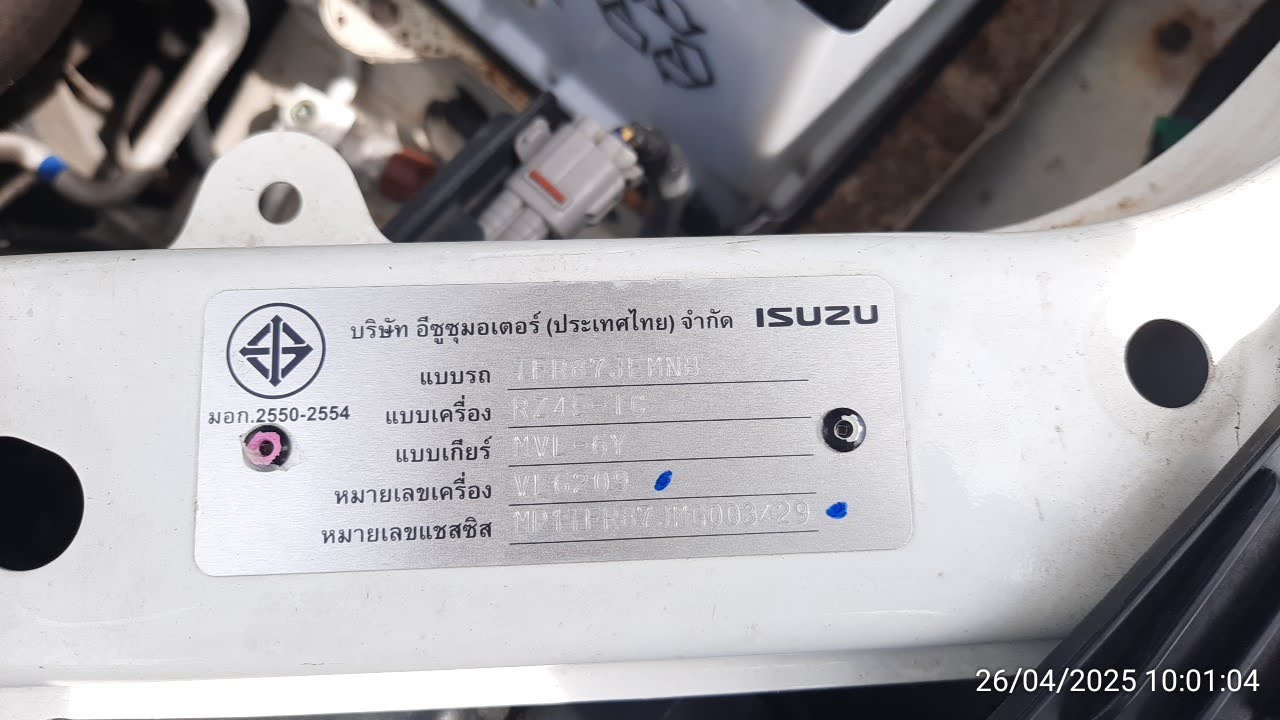 บริษัท อีซูซุมอเตอร์ (ประเทศไทย) จำกัด ISUZU
แบบรถ
มอก.2550-2554
แบบเครื่อง
แบบเกียร์ MVL-6Y
หมายเลขเครื่อง
หมายเลขแชสซิส
26/04/2025 10:01:04